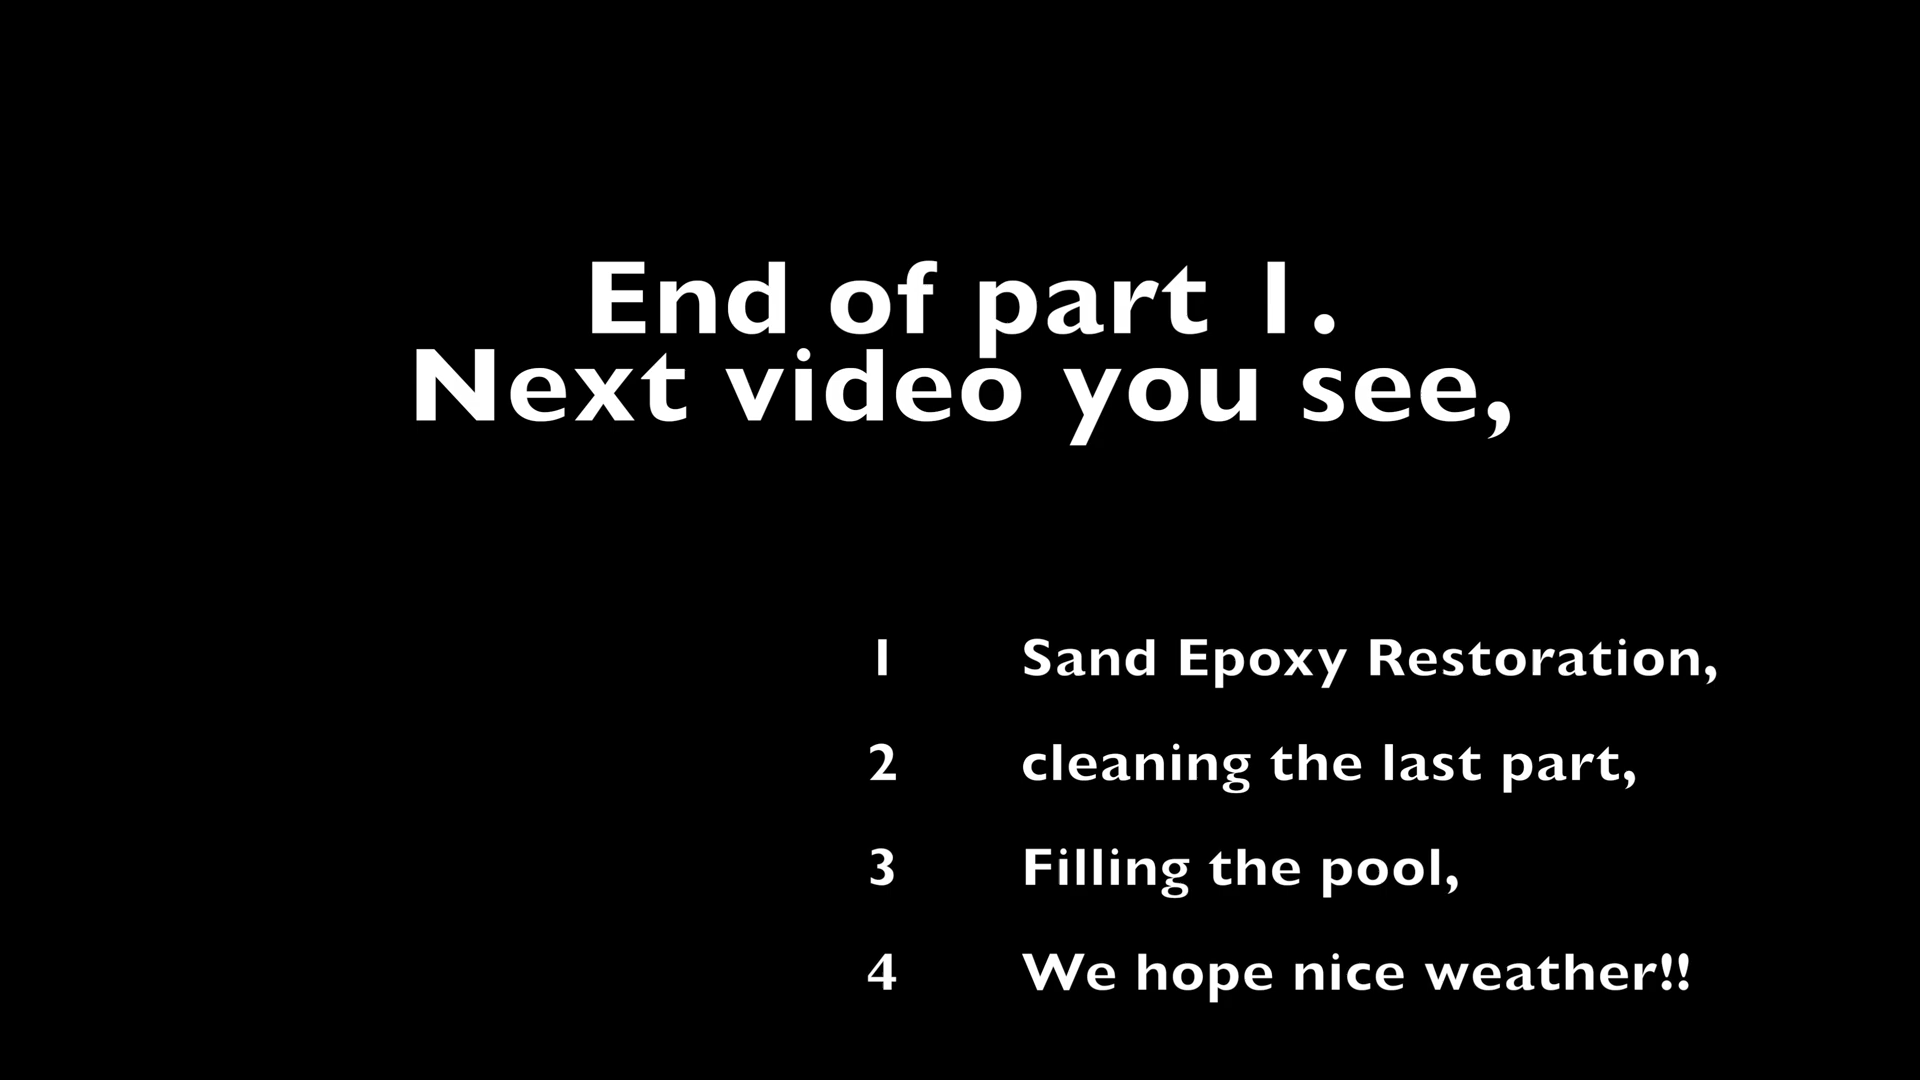 End of part 1.
Next video you see,
1 Sand Epoxy Restoration,
2 cleaning the last part,
3 Filling the pool,
4 We hope nice weather!!